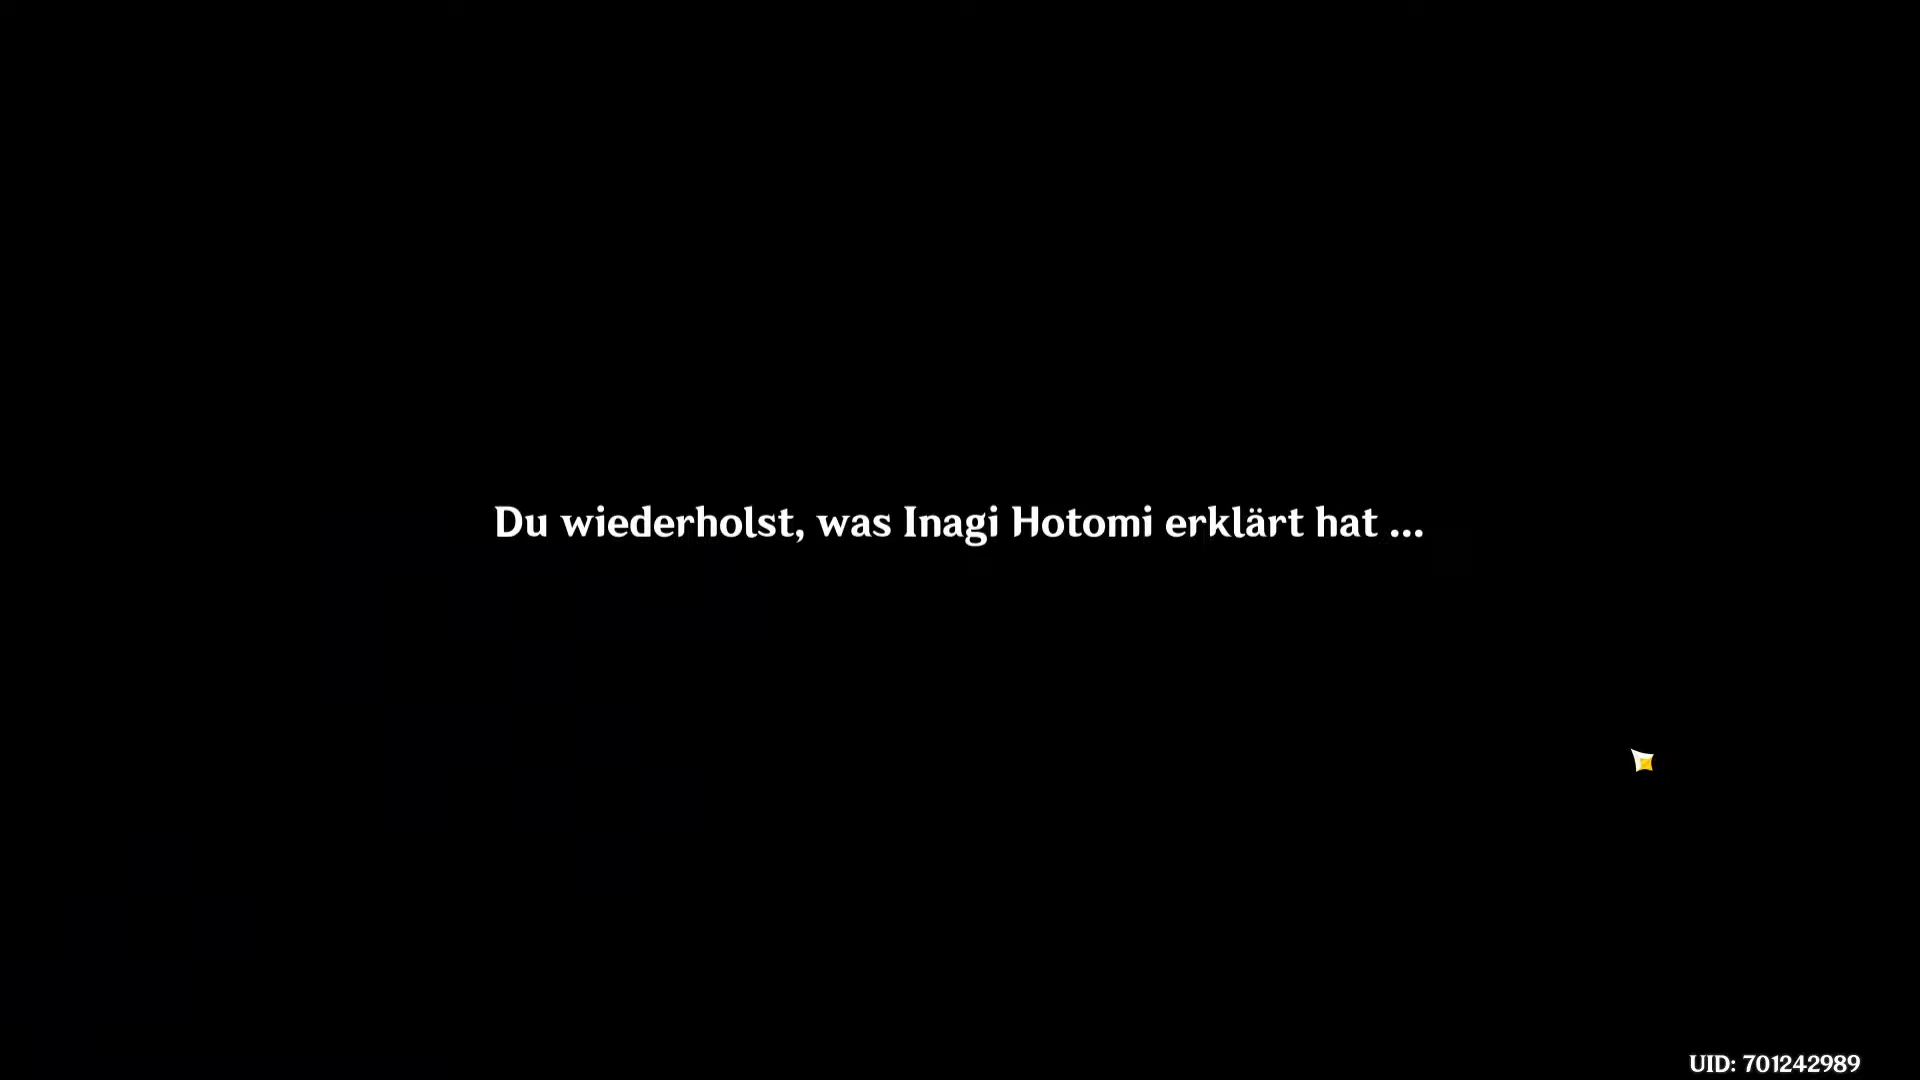 Du wiederholst, was Inagi Hotomi erklärt hat ...
UID: 701242989